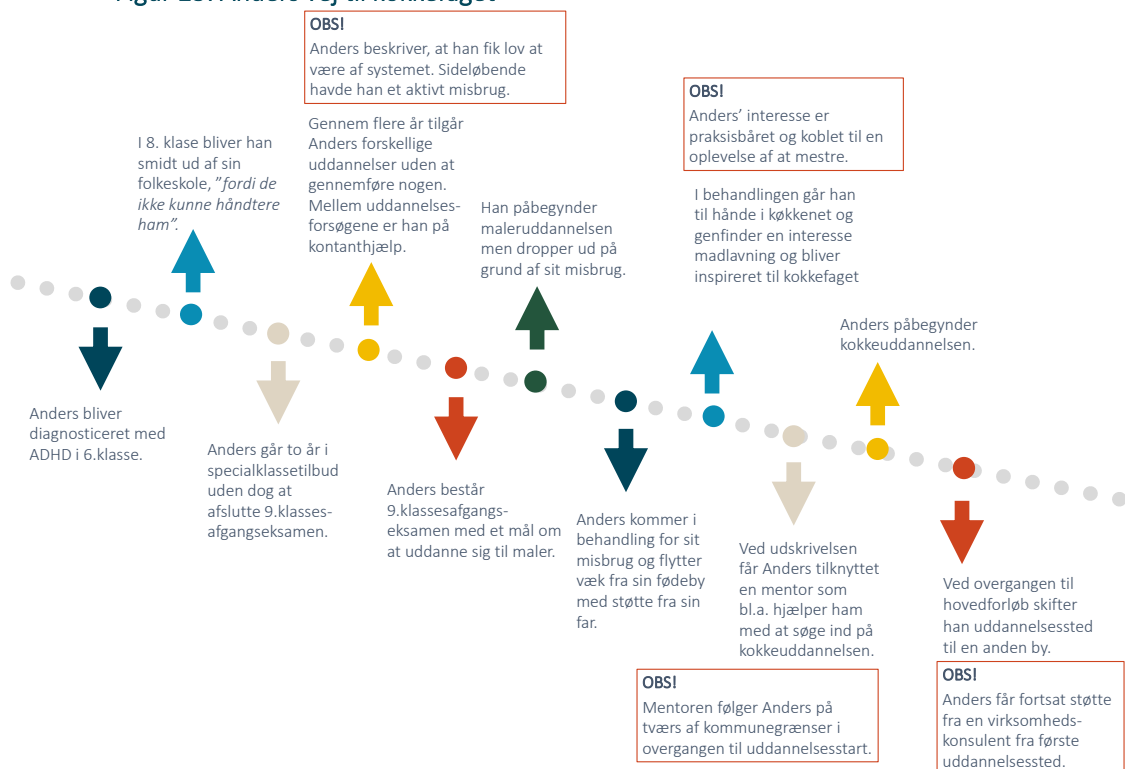 OBS!
Anders beskriver, at han fik lov at
være af systemet. Sideløbende
havde han et aktivt misbrug.
I 8. klase bliver han
smidt ud af sin
folkeskole, ”fordi de
ikke kunne håndtere
ham”.
Gennem flere år tilgår
Anders forskellige
uddannelser uden at
gennemføre nogen.
Mellem uddannelses-
forsøgene er han på
kontanthjælp.
Han påbegynder
maleruddannelsen
men dropper ud på
grund af sit misbrug.
OBS!
Anders’ interesse er
praksisbåret og koblet til en
oplevelse af at mestre.
I behandlingen går han
til hånde i køkkenet og
genfinder en interesse
madlavning og bliver
inspireret til kokkefaget
Anders påbegynder
kokkeuddannelsen.
Anders bliver
diagnosticeret med
ADHD i 6.klasse.
Anders går to år i
specialklassetilbud
uden dog at
afslutte 9.klasses-
afgangseksamen.
Anders består
9.klassesafgangs-
eksamen med et mål om
at uddanne sig til maler.
Anders kommer i
behandling for sit
misbrug og flytter
væk fra sin fødeby
med støtte fra sin
far.
Ved udskrivelsen
får Anders tilknyttet
en mentor som
bl.a. hjælper ham
med at søge ind på
kokkeuddannelsen.
OBS!
Mentoren følger Anders på
tværs af kommunegrænser i
overgangen til uddannelsesstart.
Ved overgangen til
hovedforløb skifter
han uddannelsessted
til en anden by.
OBS!
Anders får fortsat støtte
fra en virksomheds-
konsulent fra første
uddannelsessted.